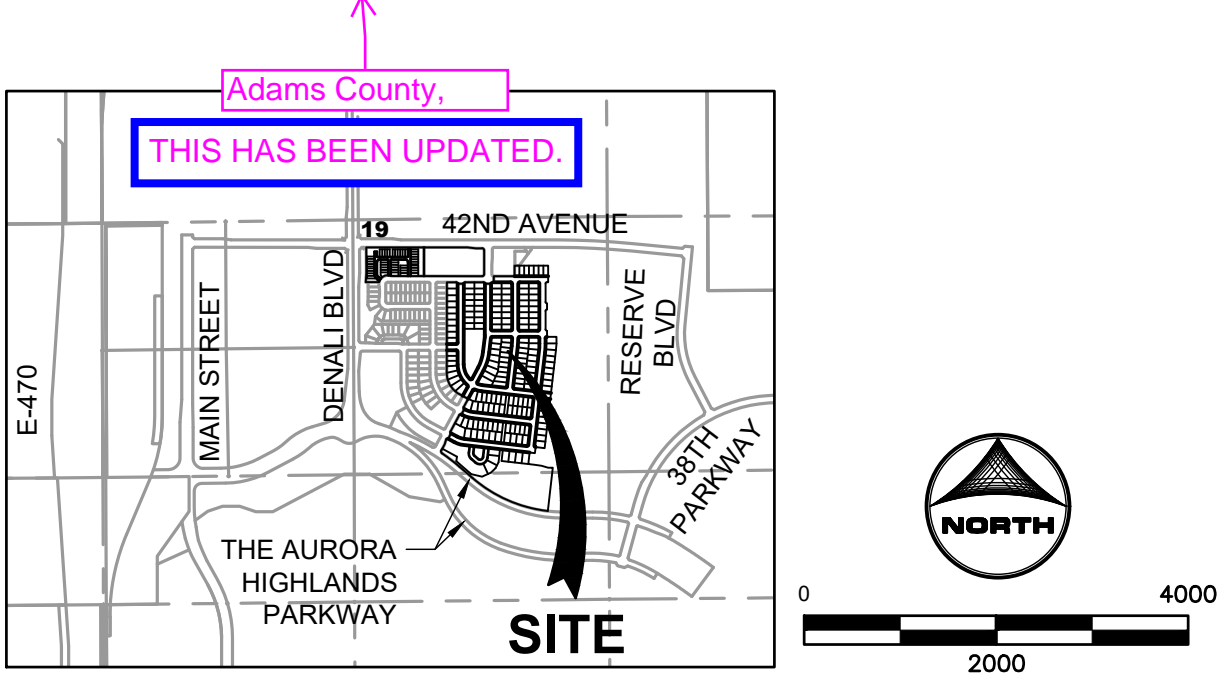 Adams County,
THIS HAS BEEN UPDATED.
19
42ND AVENUE
E-470
MAIN STREET
DENALI BLVD
RESERVE
BLVD
38TH
PARKWAY
THE AURORA
HIGHLANDS
PARKWAY
SITE
NORTH
0
4000
2000